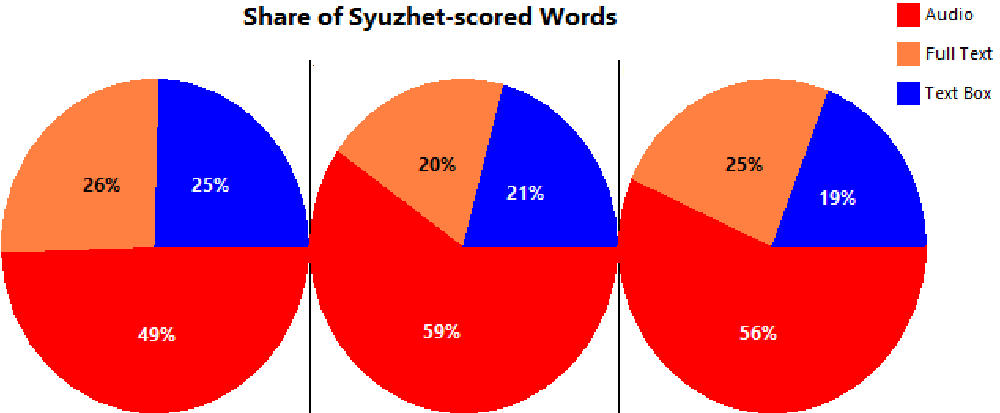 Share of Syuzhet-scored Words
Audio
Full Text
Text Box
26%
25%
49%
20%
21%
59%
25%
19%
56%